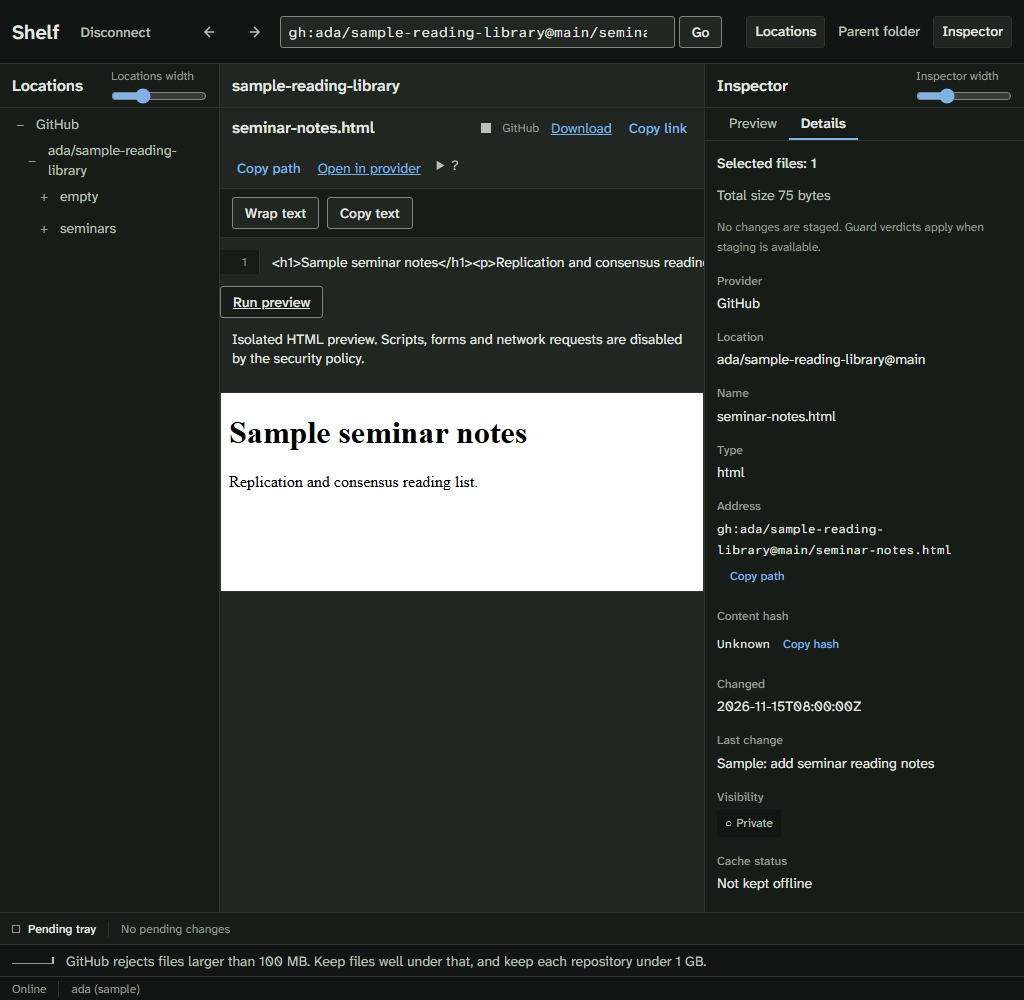 Shelf
Disconnect
←
→
gh:ada/sample-reading-library@main/semina
Go
Locations
Parent folder
Inspector
Locations
Locations width
– GitHub
– ada/sample-reading-
library
+ empty
+ seminars
sample-reading-library
seminar-notes.html
GitHub
Download
Copy link
Copy path
Open in provider
?
Wrap text
Copy text
1 <h1>Sample seminar notes</h1><p>Replication and consensus readin
Run preview
Isolated HTML preview. Scripts, forms and network requests are disabled
by the security policy.
Sample seminar notes
Replication and consensus reading list.
Inspector
Inspector width
Preview
Details
Selected files: 1
Total size 75 bytes
No changes are staged. Guard verdicts apply when
staging is available.
Provider
GitHub
Location
ada/sample-reading-library@main
Name
seminar-notes.html
Type
html
Address
gh:ada/sample-reading-
library@main/seminar-notes.html
Copy path
Content hash
Unknown
Copy hash
Changed
2026-11-15T08:00:00Z
Last change
Sample: add seminar reading notes
Visibility
○ Private
Cache status
Not kept offline
Pending tray
No pending changes
GitHub rejects files larger than 100 MB. Keep files well under that, and keep each repository under 1 GB.
Online
ada (sample)